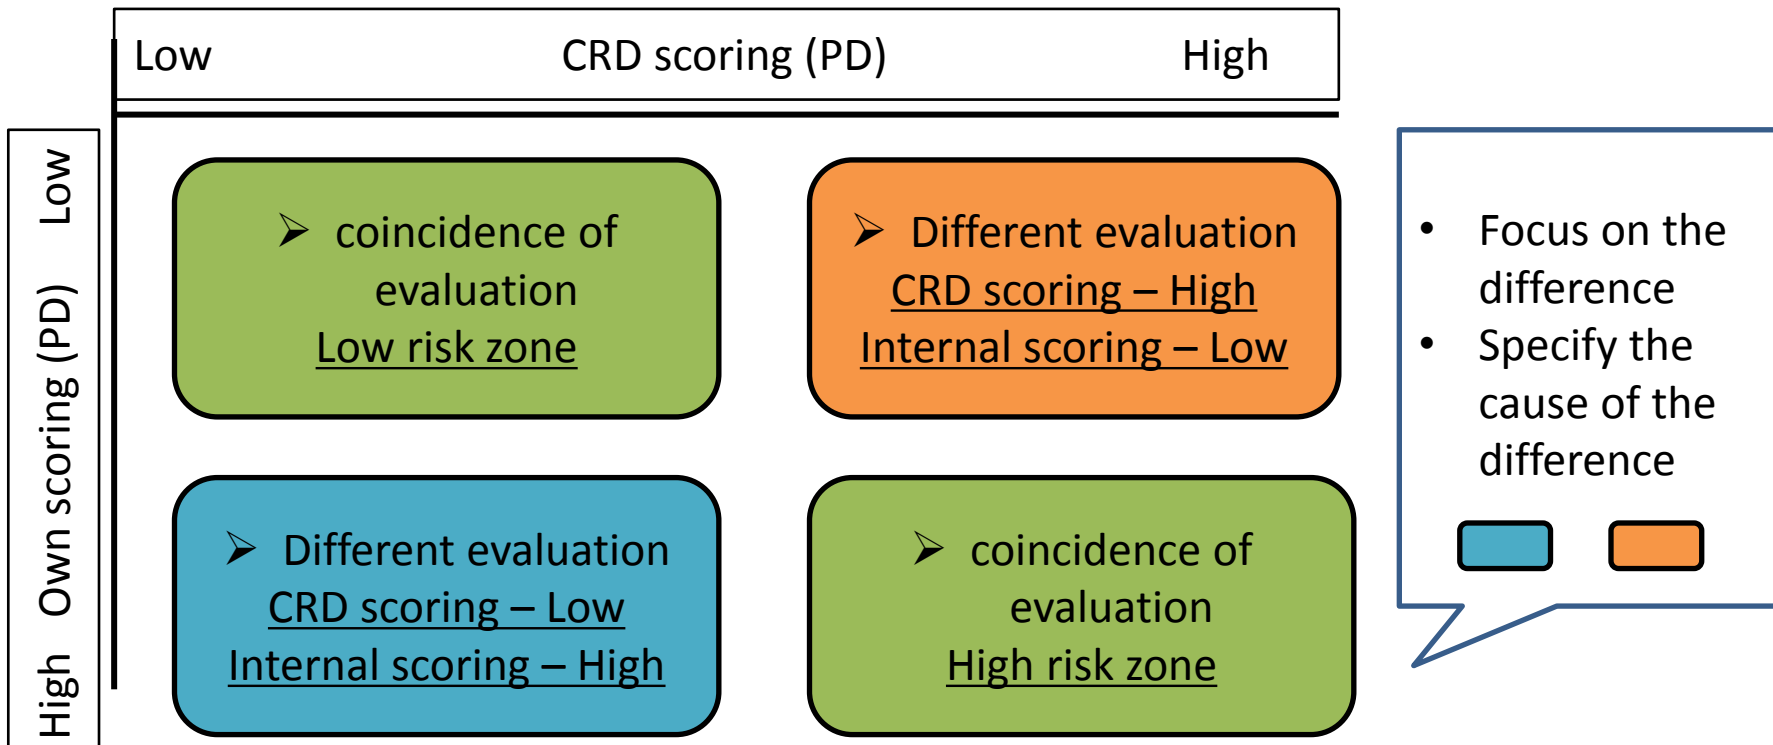 Low CRD scoring (PD) High
High Own scoring (PD) Low
➢ coincidence of
evaluation
Low risk zone
➢ Different evaluation
CRD scoring – High
Internal scoring – Low
➢ Different evaluation
CRD scoring – Low
Internal scoring – High
➢ coincidence of
evaluation
High risk zone
• Focus on the
difference
• Specify the
cause of the
difference